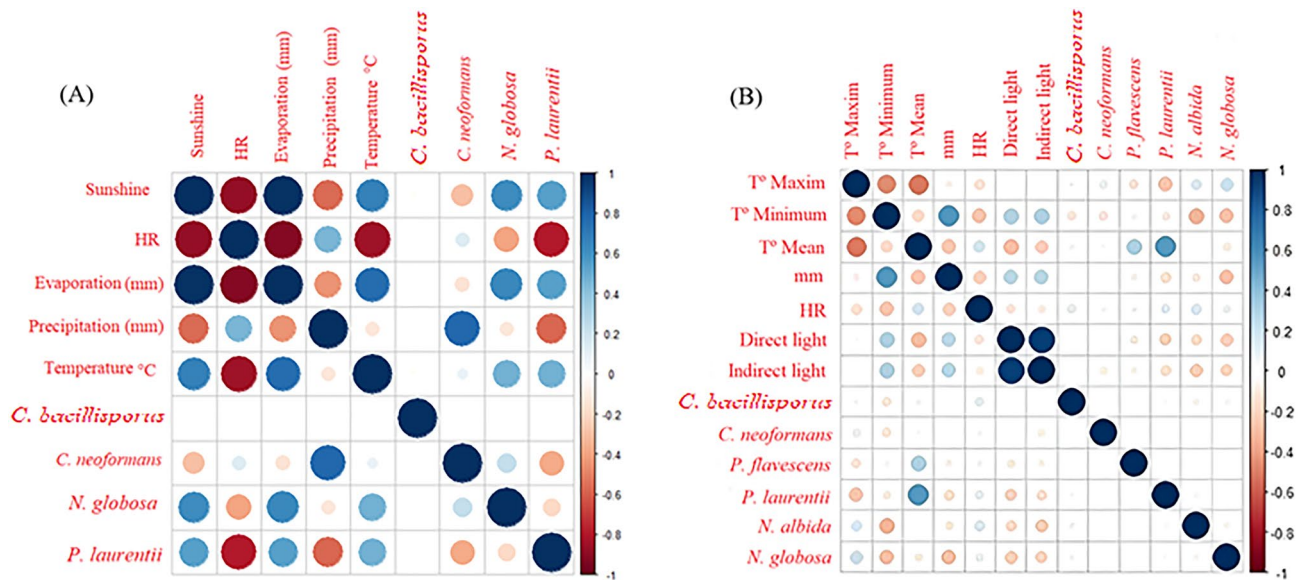 (A)
Sunshine
HR
Evaporation (mm)
Precipitation (mm)
Temperature °C
C. bacillisporus
C. neoformans
N. globosa
P. laurentii
Sunshine
HR
Evaporation (mm)
Precipitation (mm)
Temperature °C
C. bacillisporus
C. neoformans
N. globosa
P. laurentii
1
0.8
0.6
0.4
0.2
0
-0.2
-0.4
-0.6
-0.8
-1
(B)
Tº Maxim
Tº Minimum
Tº Mean
mm
HR
Direct light
Indirect light
C. bacillisporus
C. neoformans
P. flavescens
P. laurentii
N. albida
N. globosa
Tº Maxim
Tº Minimum
Tº Mean
mm
HR
Direct light
Indirect light
C. bacillisporus
C. neoformans
P. flavescens
P. laurentii
N. albida
N. globosa
1
0.8
0.6
0.4
0.2
0
-0.2
-0.4
-0.6
-0.8
-1